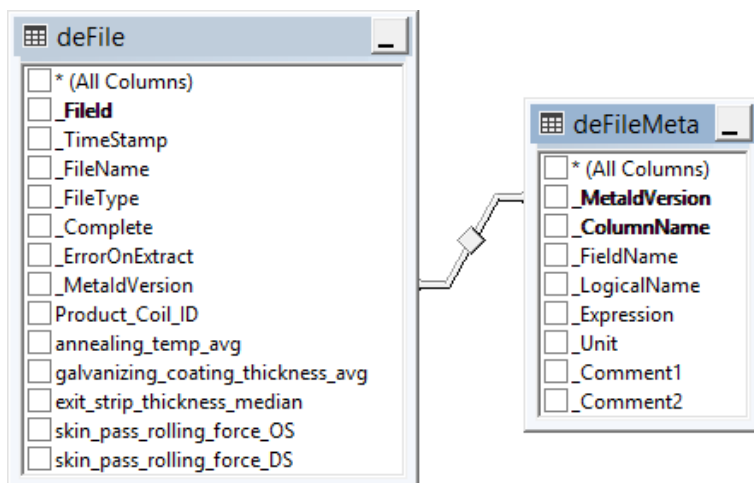 deFile
* (All Columns)
_FileId
_TimeStamp
_FileName
_FileType
_Complete
_ErrorOnExtract
_MetaIdVersion
Product_Coil_ID
annealing_temp_avg
galvanizing_coating_thickness_avg
exit_strip_thickness_median
skin_pass_rolling_force_OS
skin_pass_rolling_force_DS
deFileMeta
* (All Columns)
_MetaIdVersion
_ColumnName
_FieldName
_LogicalName
_Expression
_Unit
_Comment1
_Comment2